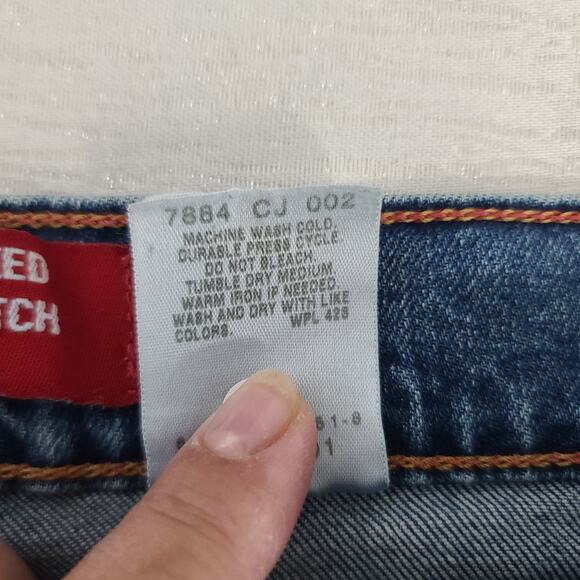 7884 CJ 002
MACHINE WASH COLD.
DURABLE PRESS CYCLE.
DO NOT BLEACH.
TUMBLE DRY MEDIUM.
WARM IRON IF NEEDED.
WASH AND DRY WITH LIKE
COLORS. WPL 423